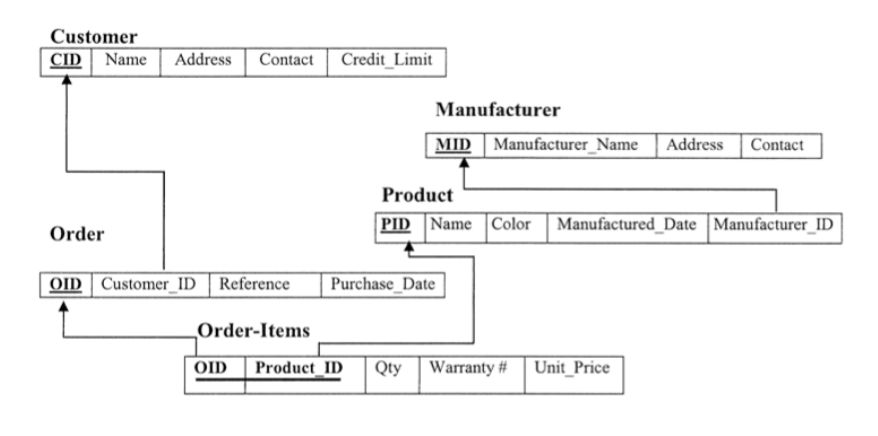 Customer
CID Name Address Contact Credit_Limit
Manufacturer
MID Manufacturer_Name Address Contact
Product
PID Name Color Manufactured_Date Manufacturer_ID
Order
OID Customer_ID Reference Purchase_Date
Order-Items
OID Product_ID Qty Warranty # Unit_Price